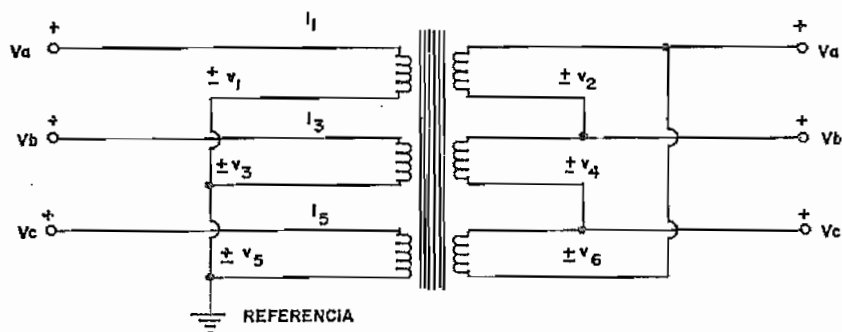 I1
+ Va
± v1
± v2
+ Va
I3
+ Vb
± v3
± v4
+ Vb
I5
+ Vc
± v5
± v6
+ Vc
REFERENCIA